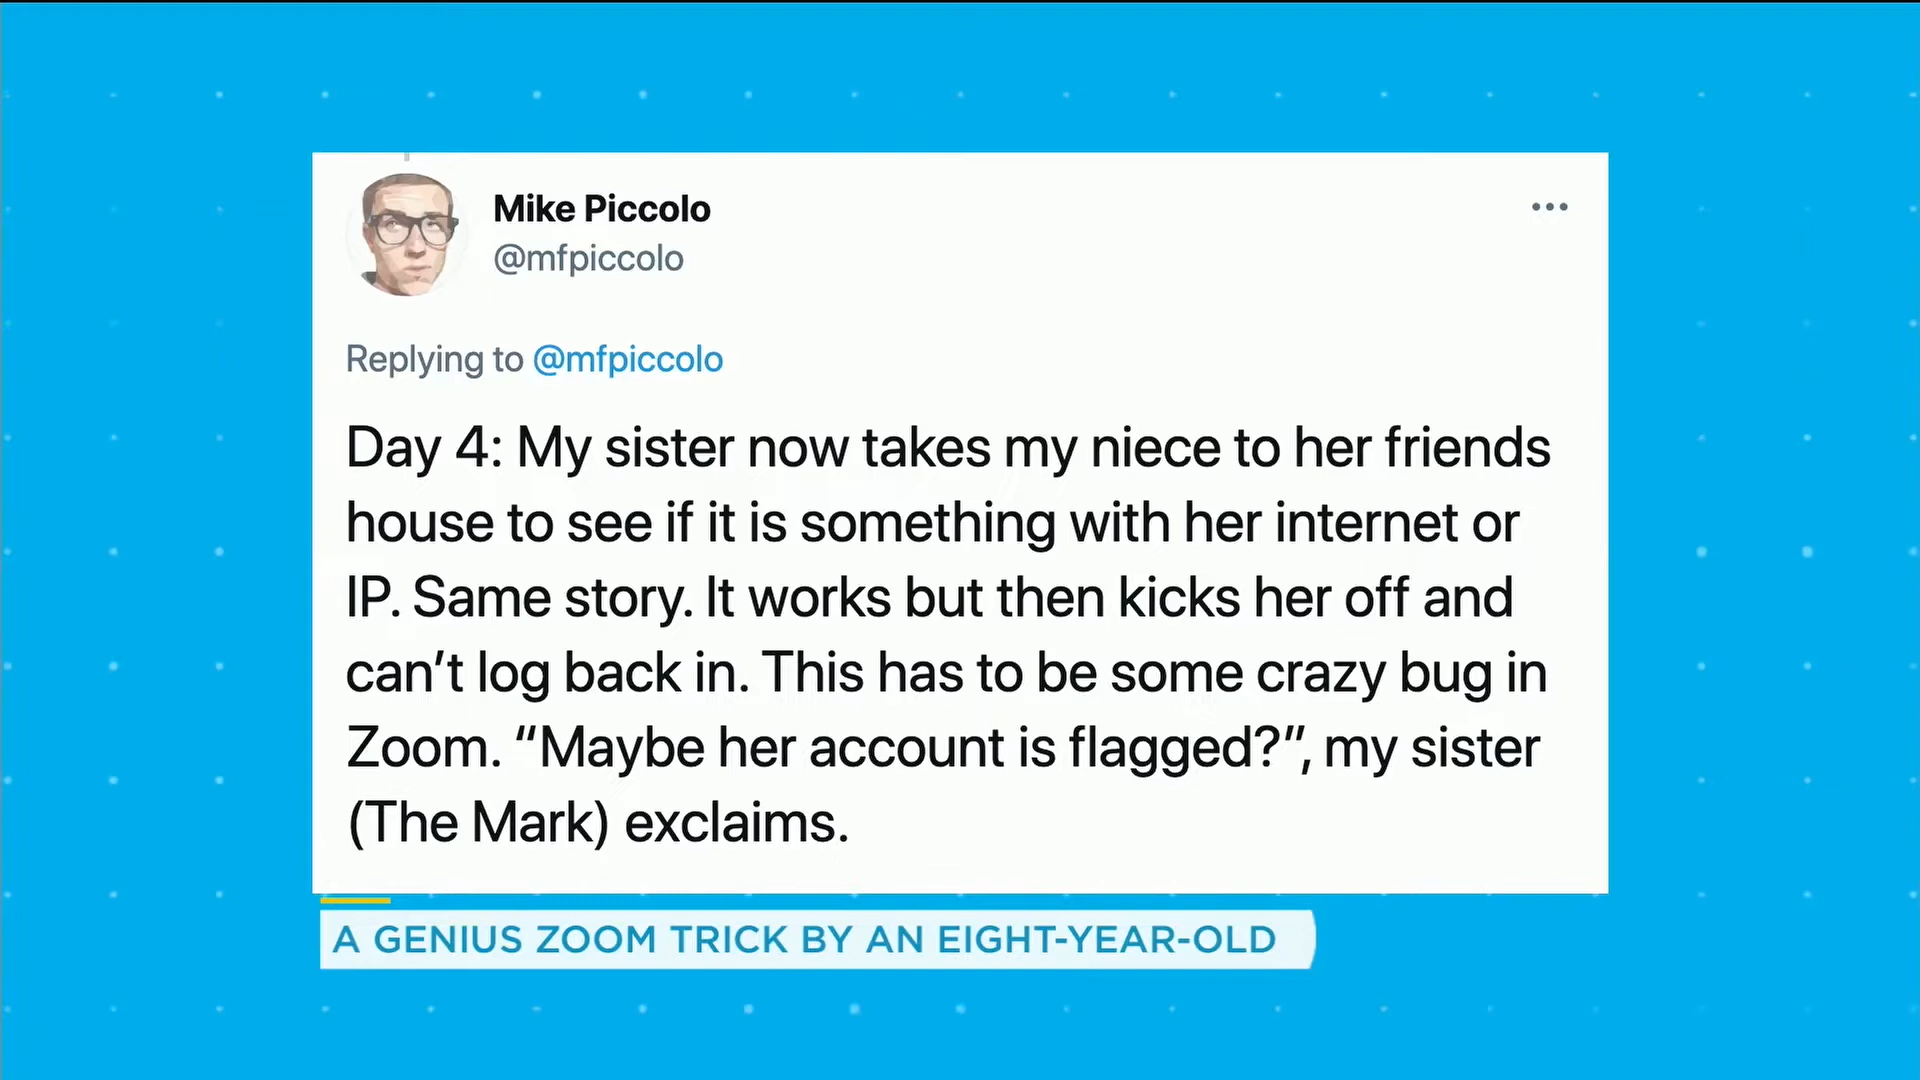 Mike Piccolo
@mfpiccolo
Replying to @mfpiccolo
Day 4: My sister now takes my niece to her friends
house to see if it is something with her internet or
IP. Same story. It works but then kicks her off and
can’t log back in. This has to be some crazy bug in
Zoom. “Maybe her account is flagged?”, my sister
(The Mark) exclaims.
A GENIUS ZOOM TRICK BY AN EIGHT-YEAR-OLD